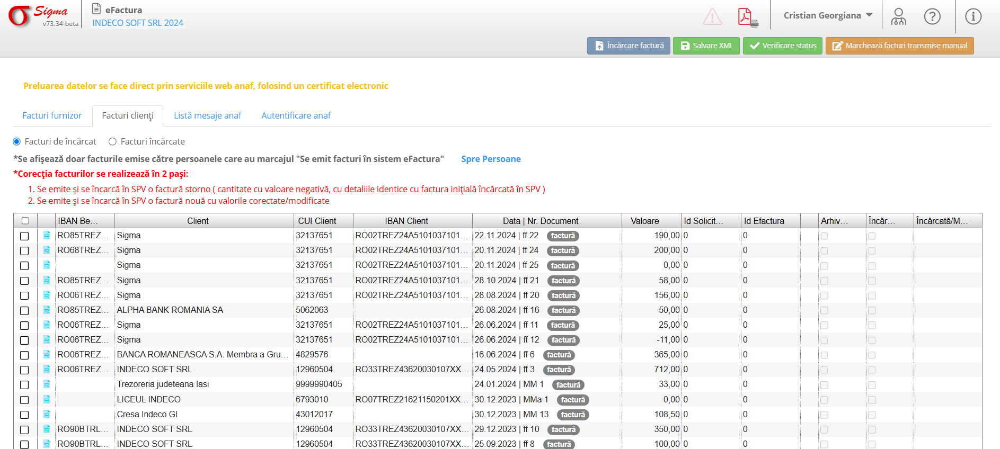 Sigma
v73.34-beta
eFactura
INDECO SOFT SRL 2024
Cristian Georgiana
Încărcare factură
Salvare XML
Verificare status
Marchează facturi transmise manual
Preluarea datelor se face direct prin serviciile web anaf, folosind un certificat electronic
Facturi furnizor Facturi clienţi Listă mesaje anaf Autentificare anaf
Facturi de încărcat Facturi încărcate
*Se afişează doar facturile emise către persoanele care au marcajul "Se emit facturi în sistem eFactura" Spre Persoane
*Corecţia facturilor se realizează în 2 paşi:
1. Se emite şi se încarcă în SPV o factură storno ( cantitate cu valoare negativă, cu detaliile identice cu factura iniţială încărcată în SPV )
2. Se emite şi se încarcă în SPV o factură nouă cu valorile corectate/modificate
IBAN Be... Client CUI Client IBAN Client Data | Nr. Document Valoare Id Solicit... Id Efactura Arhiv... Încăr... Încărcată/M...
RO85TREZ... Sigma 32137651 RO02TREZ24A5101037101... 22.11.2024 | ff 22 factură 190,00 0 0
RO68TREZ... Sigma 32137651 RO02TREZ24A5101037101... 20.11.2024 | ff 24 factură 200,00 0 0
Sigma 32137651 RO02TREZ24A5101037101... 20.11.2024 | ff 25 factură 0,00 0 0
RO85TREZ... Sigma 32137651 RO02TREZ24A5101037101... 28.10.2024 | ff 21 factură 58,00 0 0
RO06TREZ... Sigma 32137651 RO02TREZ24A5101037101... 28.08.2024 | ff 20 factură 156,00 0 0
RO85TREZ... ALPHA BANK ROMANIA SA 5062063 26.08.2024 | ff 16 factură 50,00 0 0
RO06TREZ... Sigma 32137651 RO02TREZ24A5101037101... 26.06.2024 | ff 11 factură 25,00 0 0
RO06TREZ... Sigma 32137651 RO02TREZ24A5101037101... 26.06.2024 | ff 12 factură -11,00 0 0
RO06TREZ... BANCA ROMANEASCA S.A. Membra a Gru... 4829576 16.06.2024 | ff 6 factură 365,00 0 0
RO06TREZ... INDECO SOFT SRL 12960504 RO33TREZ43620030107XX... 24.05.2024 | ff 3 factură 712,00 0 0
Trezoreria judeteana Iasi 9999990405 24.01.2024 | MM 1 factură 33,00 0 0
LICEUL INDECO 6793010 RO07TREZ21621150201XX... 30.12.2023 | MMa 1 factură 0,00 0 0
Cresa Indeco GI 43012017 30.12.2023 | MM 13 factură 108,50 0 0
RO90BTRL... INDECO SOFT SRL 12960504 RO33TREZ43620030107XX... 29.12.2023 | ff 10 factură 350,00 0 0
RO90BTRL... INDECO SOFT SRL 12960504 RO33TREZ43620030107XX... 25.09.2023 | ff 8 factură 100,00 0 0